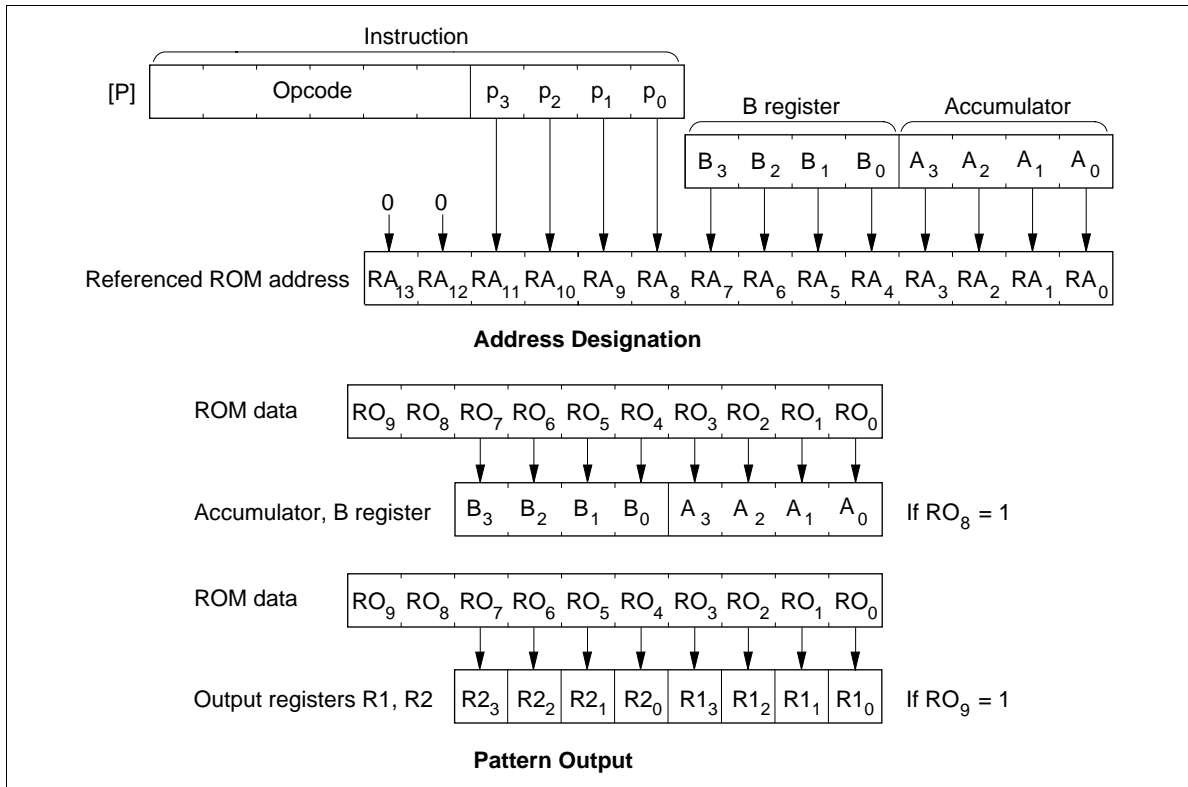 Instruction
[P] Opcode p3 p2 p1 p0
B register Accumulator
B3 B2 B1 B0 A3 A2 A1 A0
0 0
Referenced ROM address RA13 RA12 RA11 RA10 RA9 RA8 RA7 RA6 RA5 RA4 RA3 RA2 RA1 RA0
Address Designation
ROM data RO9 RO8 RO7 RO6 RO5 RO4 RO3 RO2 RO1 RO0
Accumulator, B register B3 B2 B1 B0 A3 A2 A1 A0 If RO8 = 1
ROM data RO9 RO8 RO7 RO6 RO5 RO4 RO3 RO2 RO1 RO0
Output registers R1, R2 R23 R22 R21 R20 R13 R12 R11 R10 If RO9 = 1
Pattern Output